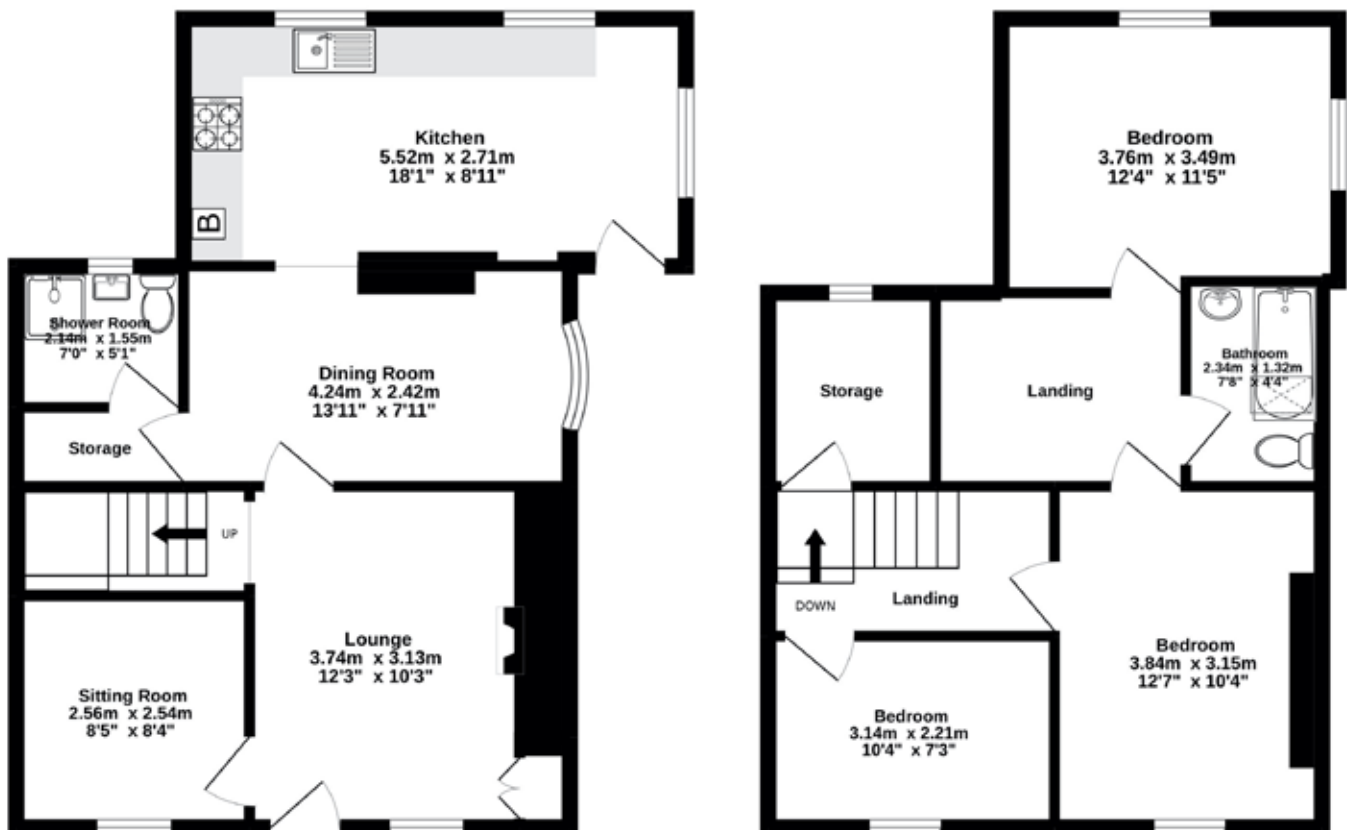 Kitchen
5.52m x 2.71m
18'1" x 8'11"
B
Shower Room
2.14m x 1.55m
7'0" x 5'1"
Dining Room
4.24m x 2.42m
13'11" x 7'11"
Storage
UP
Lounge
3.74m x 3.13m
12'3" x 10'3"
Sitting Room
2.56m x 2.54m
8'5" x 8'4"
Bedroom
3.76m x 3.49m
12'4" x 11'5"
Bathroom
2.34m x 1.32m
7'8" x 4'4"
Storage
Landing
DOWN
Landing
Bedroom
3.84m x 3.15m
12'7" x 10'4"
Bedroom
3.14m x 2.21m
10'4" x 7'3"